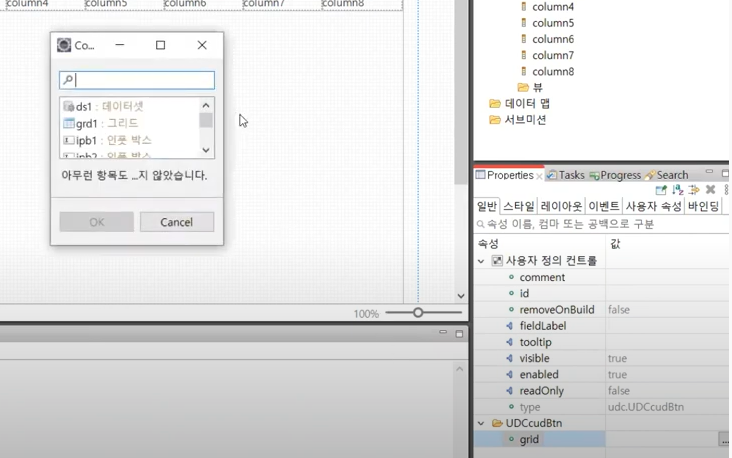 column4 column5 column6 column7 column8
Co...
ds1 : 데이터셋
grd1 : 그리드
ipb1 : 인풋 박스
ipb2 : 인풋 박스
아무런 항목도 ...지 않았습니다.
OK Cancel
100%
column4
column5
column6
column7
column8
뷰
데이터 맵
서브미션
Properties Tasks Progress Search
일반 스타일 레이아웃 이벤트 사용자 속성 바인딩
속성 이름, 컴마 또는 공백으로 구분
속성 값
사용자 정의 컨트롤
comment
id
removeOnBuild false
fieldLabel
tooltip
visible true
enabled true
readOnly false
type udc.UDCcudBtn
UDCcudBtn
grid ...